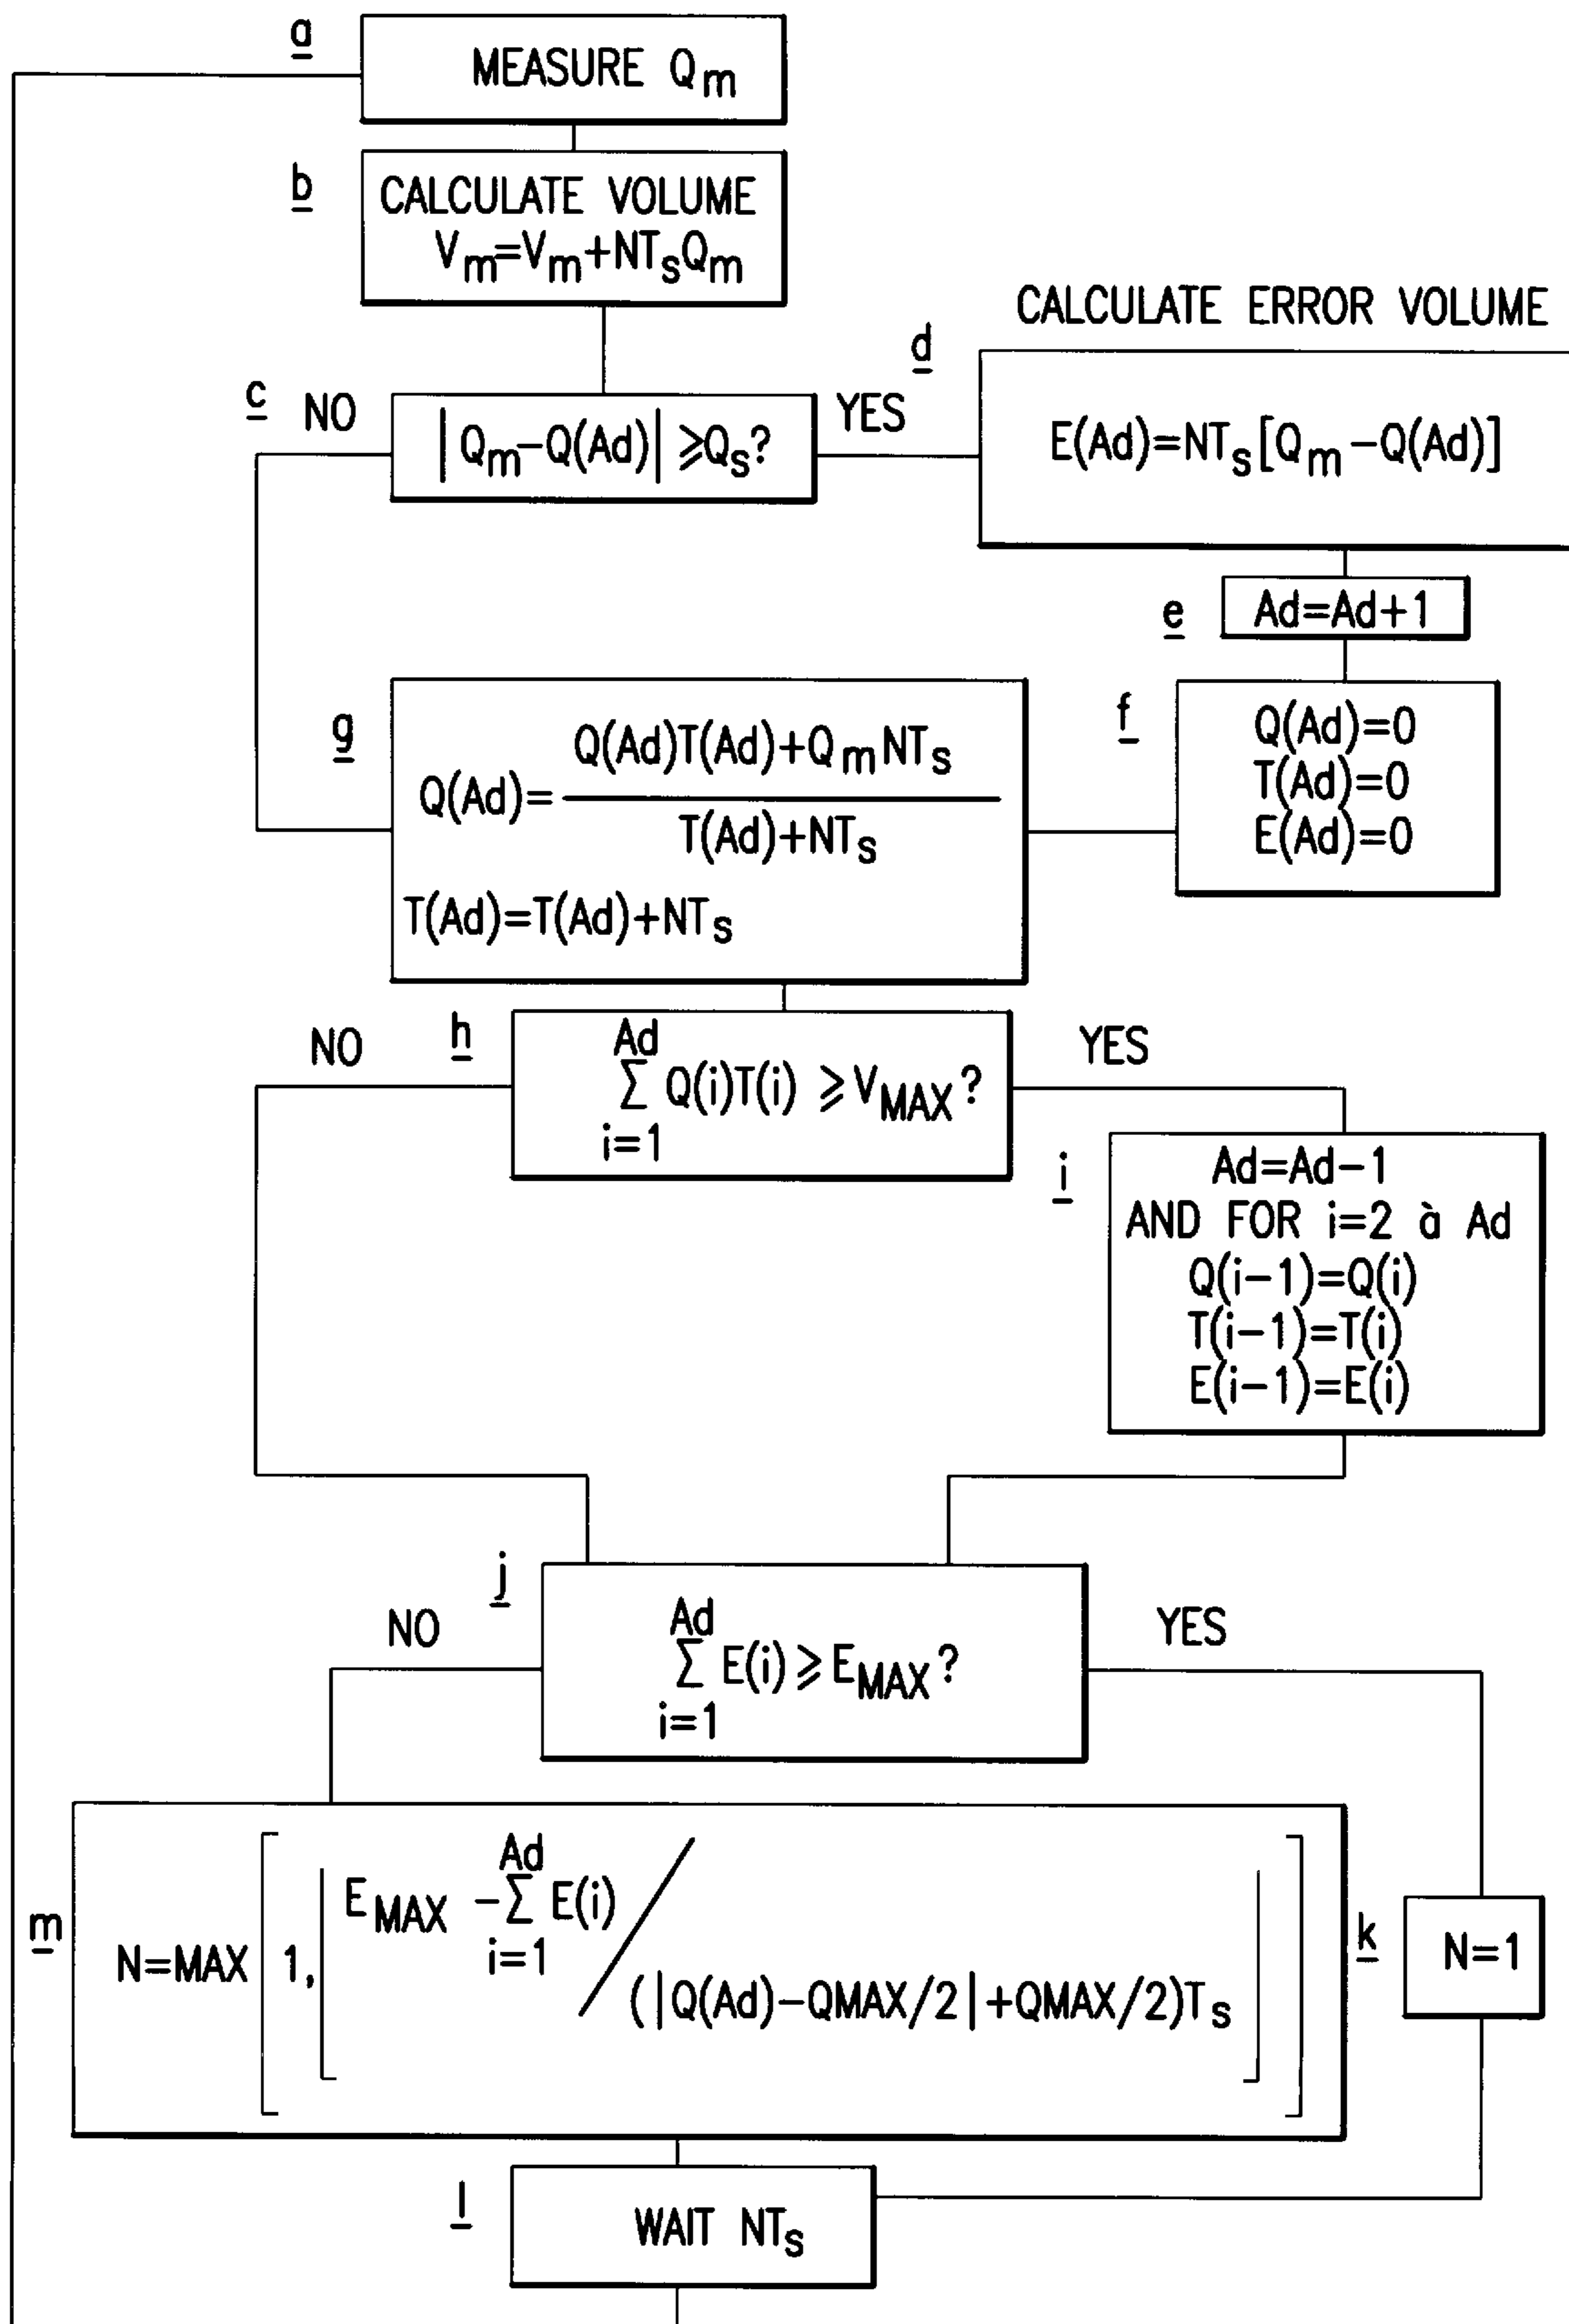 a
MEASURE Qm
b
CALCULATE VOLUME
Vm=Vm+NTsQm
CALCULATE ERROR VOLUME
d
c
NO
|Qm-Q(Ad)| ⩾Qs?
YES
E(Ad)=NTs[Qm-Q(Ad)]
e
Ad=Ad+1
g
Q(Ad)=
Q(Ad)T(Ad)+QmNTs
T(Ad)+NTs
T(Ad)=T(Ad)+NTs
f
Q(Ad)=0
T(Ad)=0
E(Ad)=0
NO
h
Ad
∑ Q(i)T(i) ⩾VMAX?
i=1
YES
i
Ad=Ad-1
AND FOR i=2 à Ad
Q(i-1)=Q(i)
T(i-1)=T(i)
E(i-1)=E(i)
j
NO
Ad
∑ E(i)⩾EMAX?
i=1
YES
m
N=MAX[1,⌊
Ad
EMAX -∑ E(i)
i=1
/
(|Q(Ad)-QMAX/2|+QMAX/2)Ts
⌋]
k
N=1
l
WAIT NTs